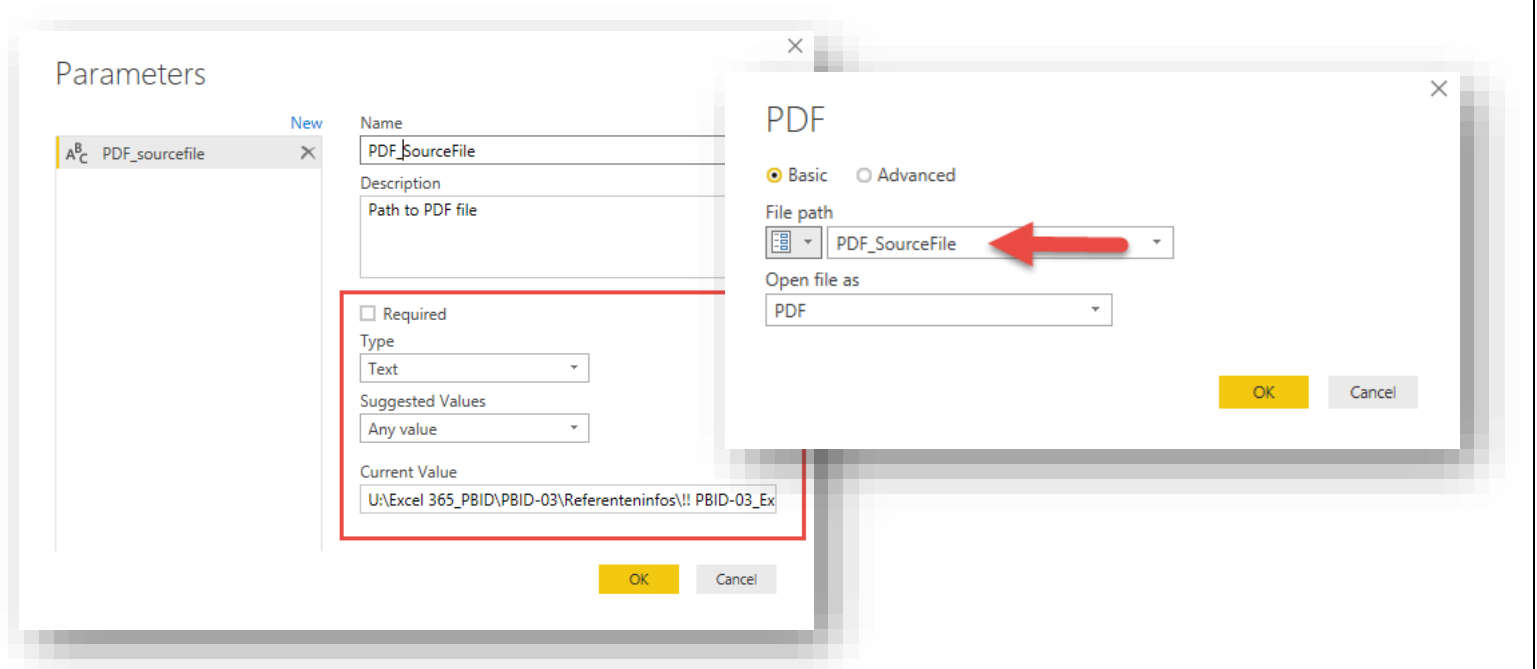 Parameters
New
ABC PDF_sourcefile
Name
PDF_SourceFile
Description
Path to PDF file
Required
Type
Text
Suggested Values
Any value
Current Value
U:\Excel 365_PBID\PBID-03\Referenteninfos\!! PBID-03_Ex
OK Cancel
PDF
Basic Advanced
File path
PDF_SourceFile
Open file as
PDF
OK Cancel